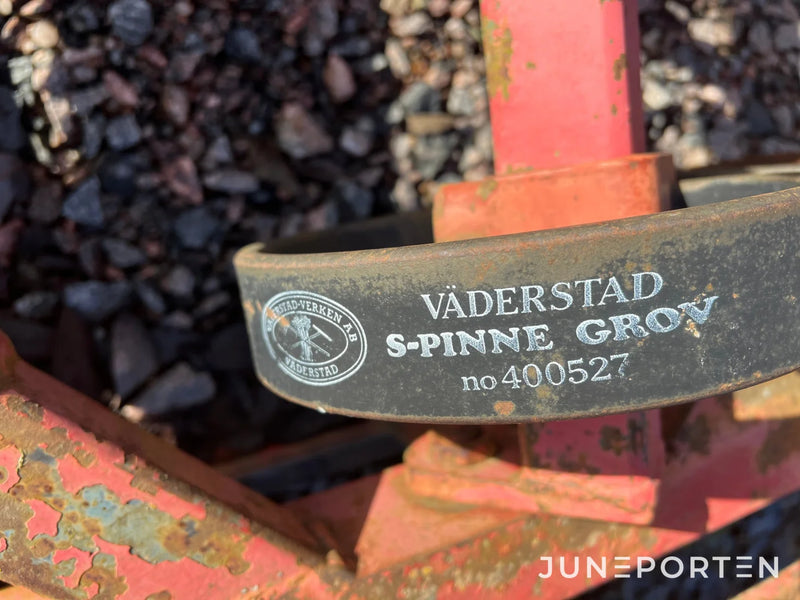 VÄDERSTAD-VERKEN AB
VÄDERSTAD
VÄDERSTAD
S-PINNE GROV
no 400527
JUNEPORTEN